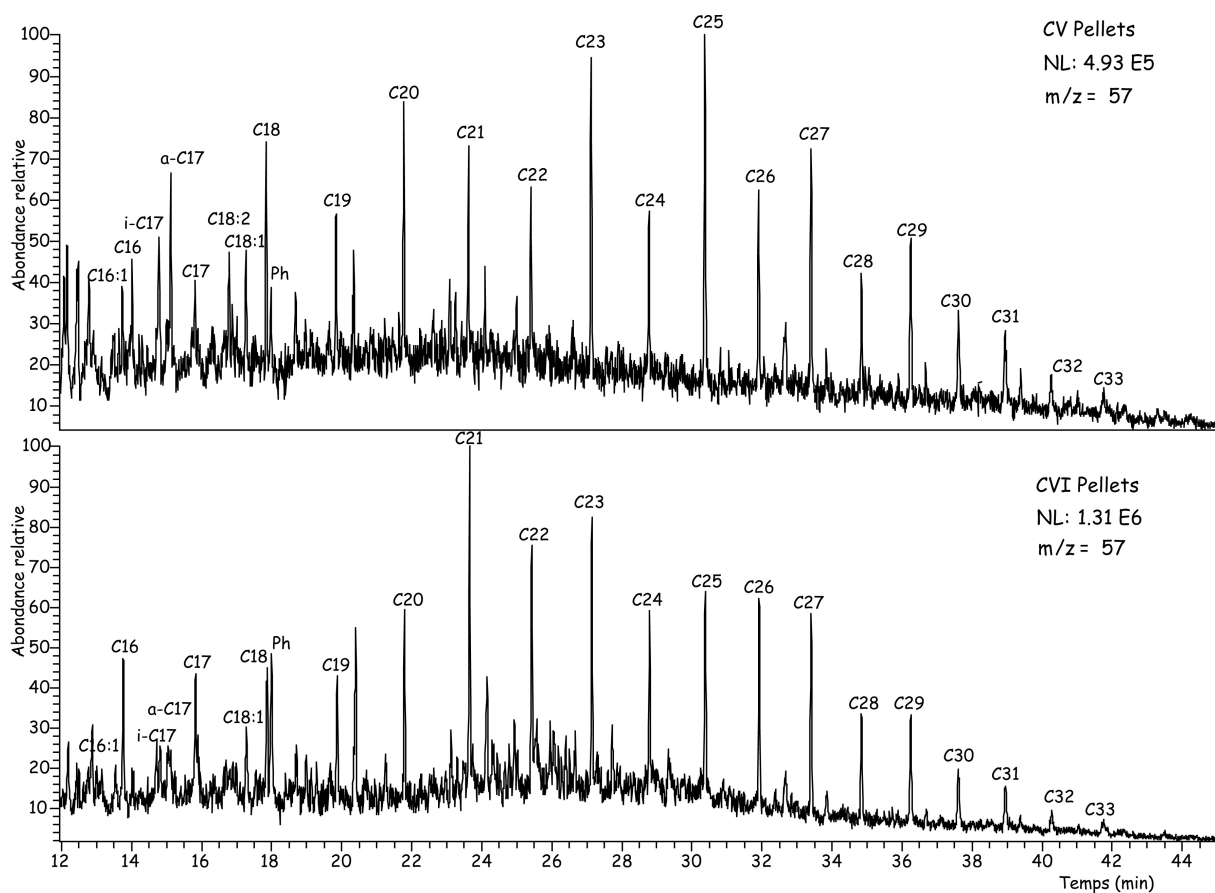 CV Pellets
NL: 4.93 E5
m/z = 57
Abondance relative
100
90
80
70
60
50
40
30
20
10
C16:1
C16
i-C17
a-C17
C17
C18:2
C18:1
C18
Ph
C19
C20
C21
C22
C23
C24
C25
C26
C27
C28
C29
C30
C31
C32
C33
CVI Pellets
NL: 1.31 E6
m/z = 57
Abondance relative
100
90
80
70
60
50
40
30
20
10
C16:1
C16
a-C17
i-C17
C17
C18:1
C18
Ph
C19
C20
C21
C22
C23
C24
C25
C26
C27
C28
C29
C30
C31
C32
C33
12 14 16 18 20 22 24 26 28 30 32 34 36 38 40 42 44
Temps (min)